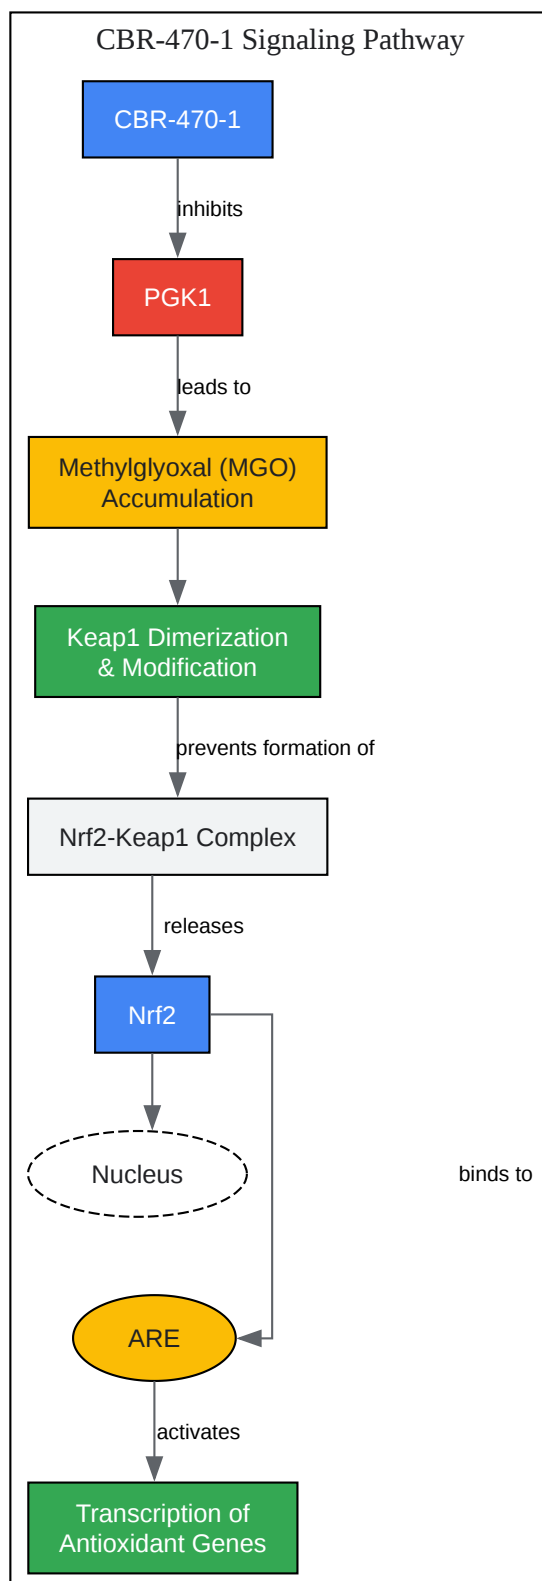 CBR-470-1 Signaling Pathway
CBR-470-1
inhibits
PGK1
leads to
Methylglyoxal (MGO)
Accumulation
Keap1 Dimerization
& Modification
prevents formation of
Nrf2-Keap1 Complex
releases
Nrf2
Nucleus
binds to
ARE
activates
Transcription of
Antioxidant Genes